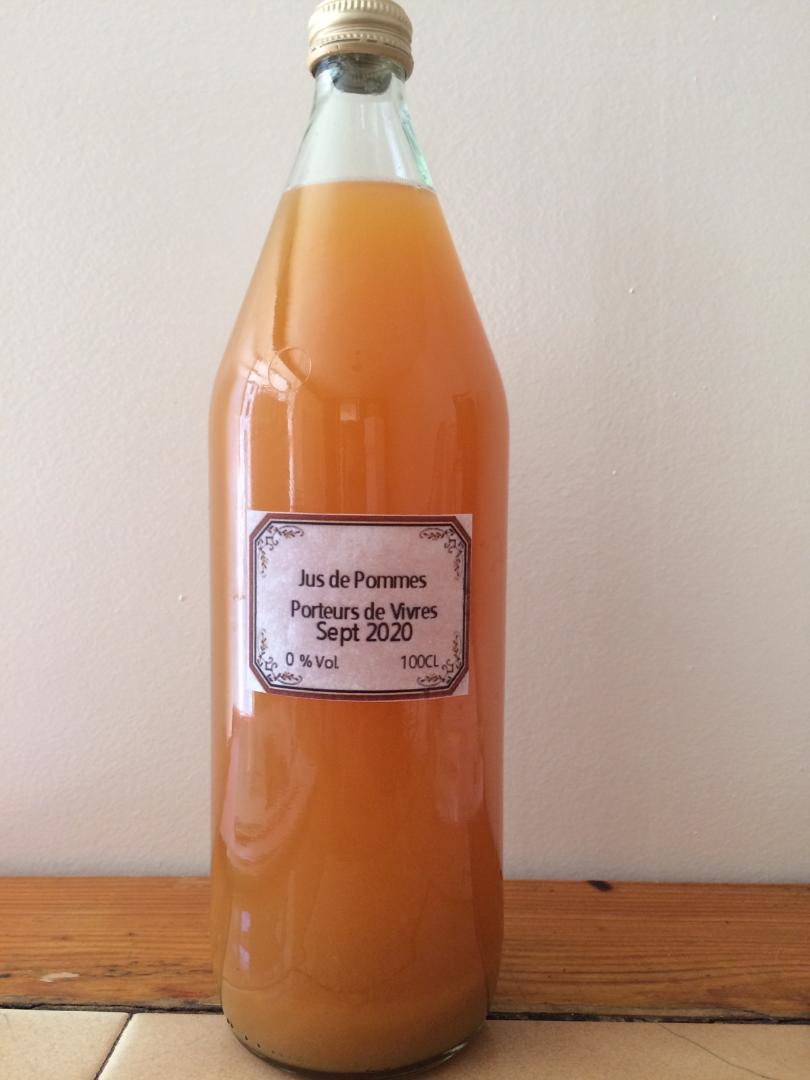 Jus de Pommes
Porteurs de Vivres
Sept 2020
0 % Vol. 100CL